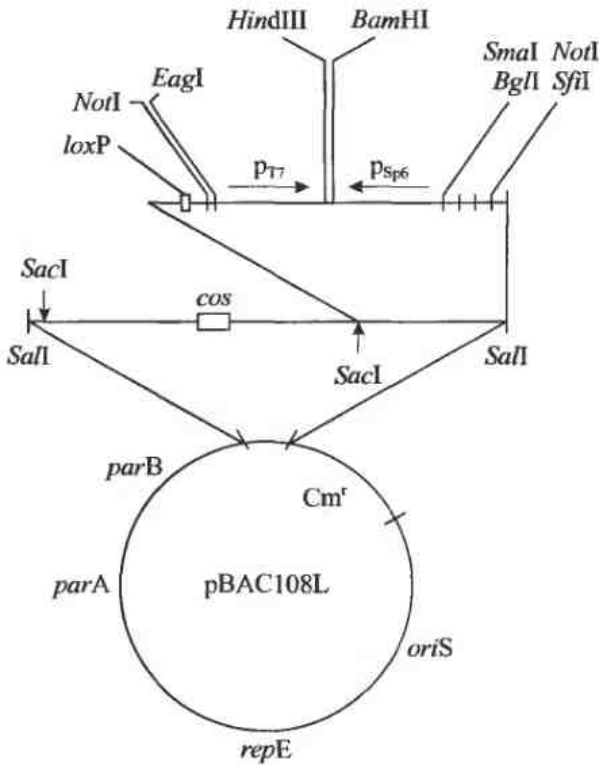 HindIII BamHI
SmaI NotI
BglI SfiI
EagI
NotI
loxP
pT7
pSp6
SacI
cos
SalI
SacI
SalI
parB
Cmr
parA
pBAC108L
oriS
repE